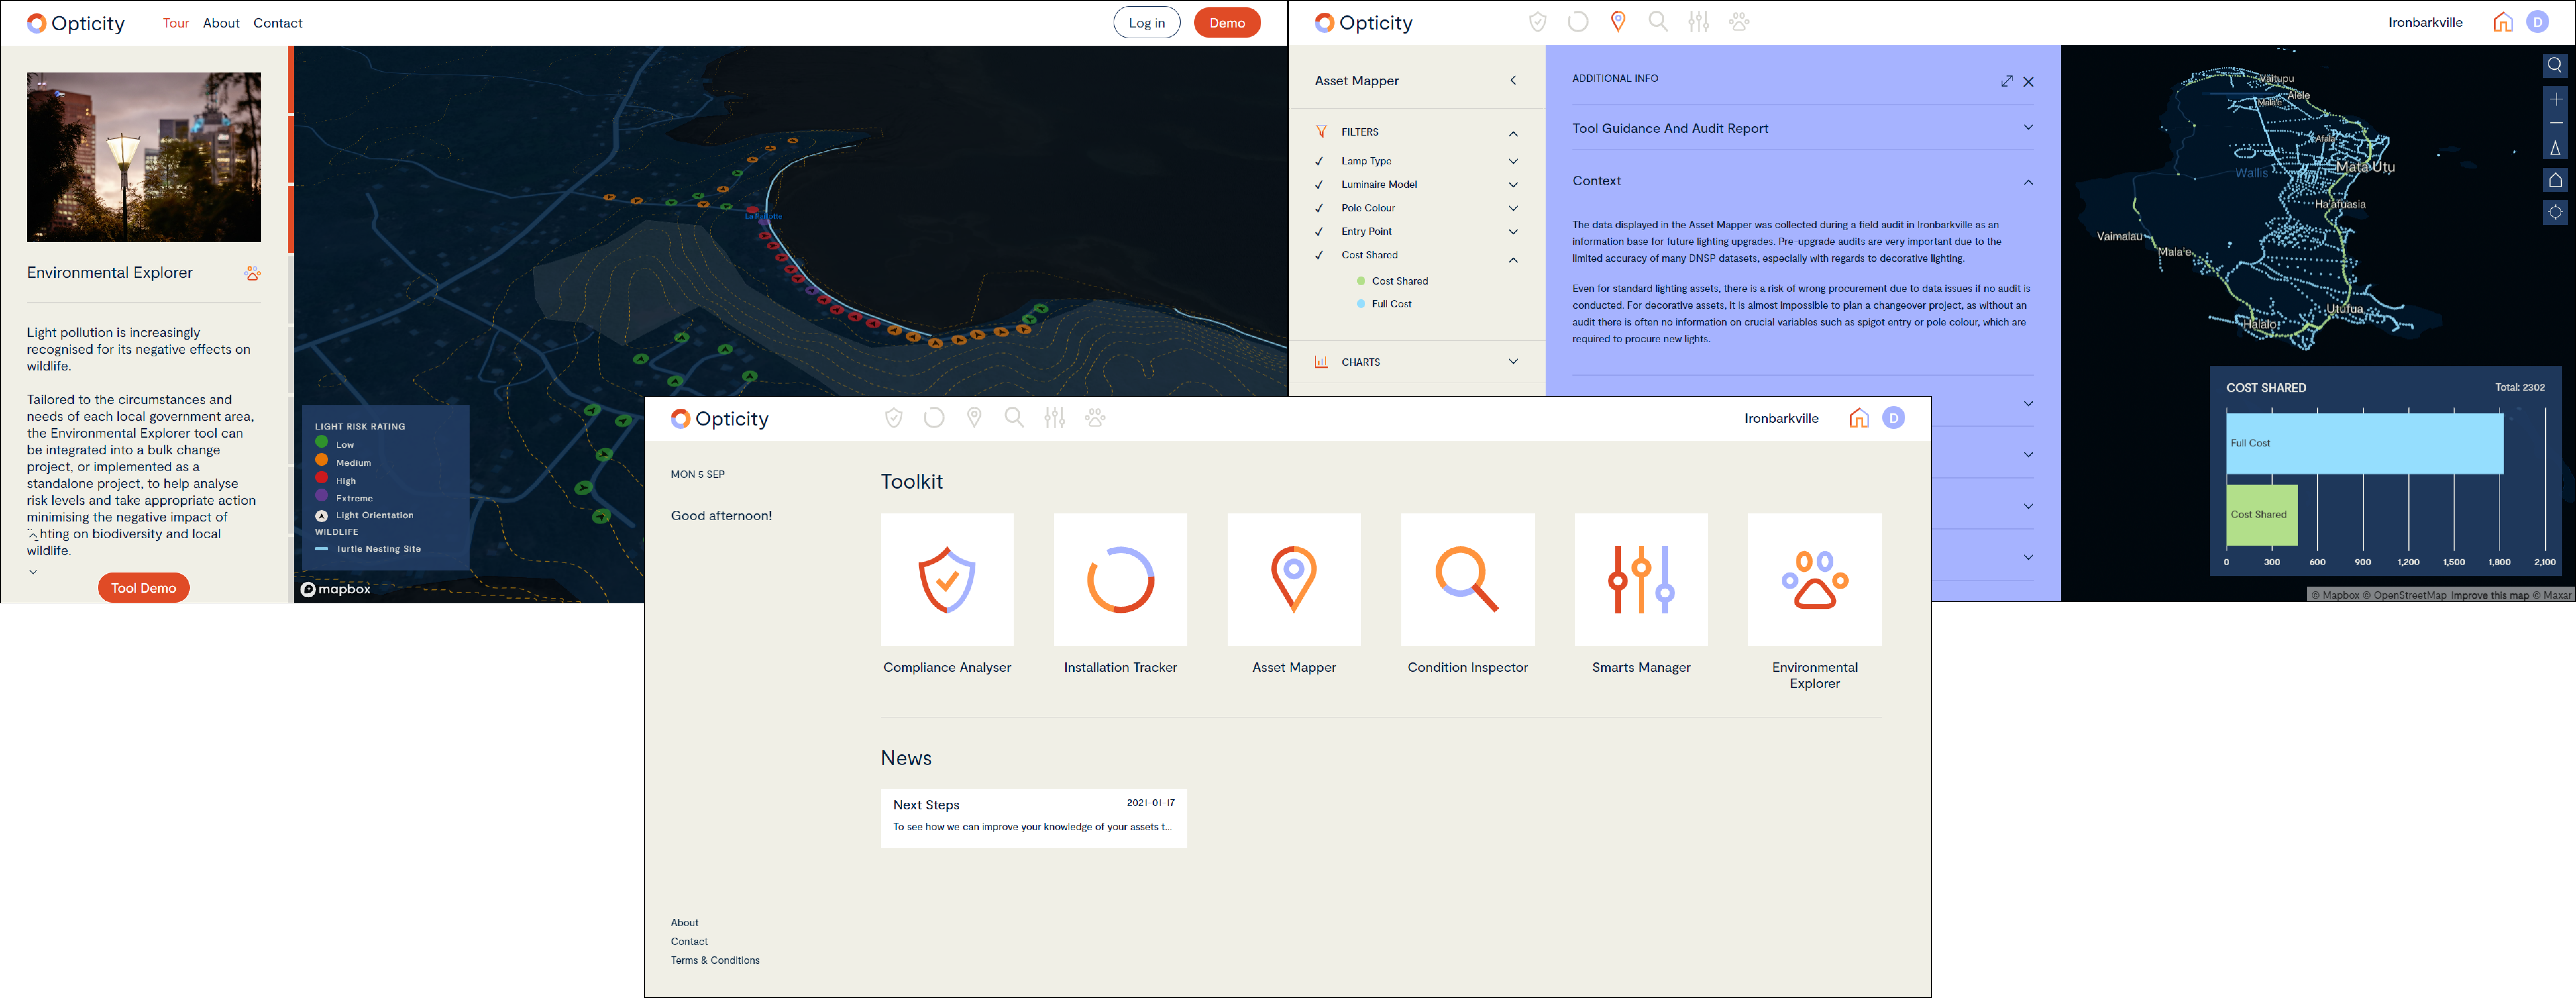 Opticity
Tour
About
Contact
Log in
Demo
Environmental Explorer
Light pollution is increasingly
recognised for its negative effects on
wildlife.
Tailored to the circumstances and
needs of each local government area,
the Environmental Explorer tool can
be integrated into a bulk change
project, or implemented as a
standalone project, to help analyse
risk levels and take appropriate action
minimising the negative impact of
hting on biodiversity and local
wildlife.
Tool Demo
LIGHT RISK RATING
Low
Medium
High
Extreme
Light Orientation
WILDLIFE
Turtle Nesting Site
mapbox
Opticity
Ironbarkville
D
Asset Mapper
FILTERS
Lamp Type
Luminaire Model
Pole Colour
Entry Point
Cost Shared
Cost Shared
Full Cost
CHARTS
ADDITIONAL INFO
Tool Guidance And Audit Report
Context
The data displayed in the Asset Mapper was collected during a field audit in Ironbarkville as an
information base for future lighting upgrades. Pre-upgrade audits are very important due to the
limited accuracy of many DNSP datasets, especially with regards to decorative lighting.
Even for standard lighting assets, there is a risk of wrong procurement due to data issues if no audit is
conducted. For decorative assets, it is almost impossible to plan a changeover project, as without an
audit there is often no information on crucial variables such as spigot entry or pole colour, which are
required to procure new lights.
Vaitupu
Alele
Mala'e
Afala
Mata-Utu
Wallis
Ha'afuasia
Vaimalau
Mala'e
Utufua
Halalo
COST SHARED
Total: 2302
Full Cost
Cost Shared
0 300 600 900 1,200 1,500 1,800 2,100
© Mapbox © OpenStreetMap Improve this map © Maxar
Opticity
Ironbarkville
D
MON 5 SEP
Good afternoon!
Toolkit
Compliance Analyser
Installation Tracker
Asset Mapper
Condition Inspector
Smarts Manager
Environmental
Explorer
News
Next Steps
2021-01-17
To see how we can improve your knowledge of your assets t...
About
Contact
Terms & Conditions